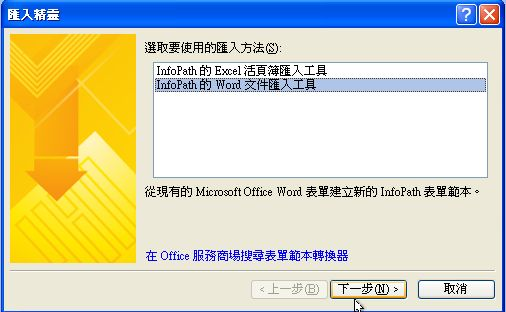 匯入精靈
選取要使用的匯入方法(S):
InfoPath 的 Excel 活頁簿匯入工具
InfoPath 的 Word 文件匯入工具
從現有的 Microsoft Office Word 表單建立新的 InfoPath 表單範本。
在 Office 服務商場搜尋表單範本轉換器
< 上一步(B) 下一步(N) > 取消